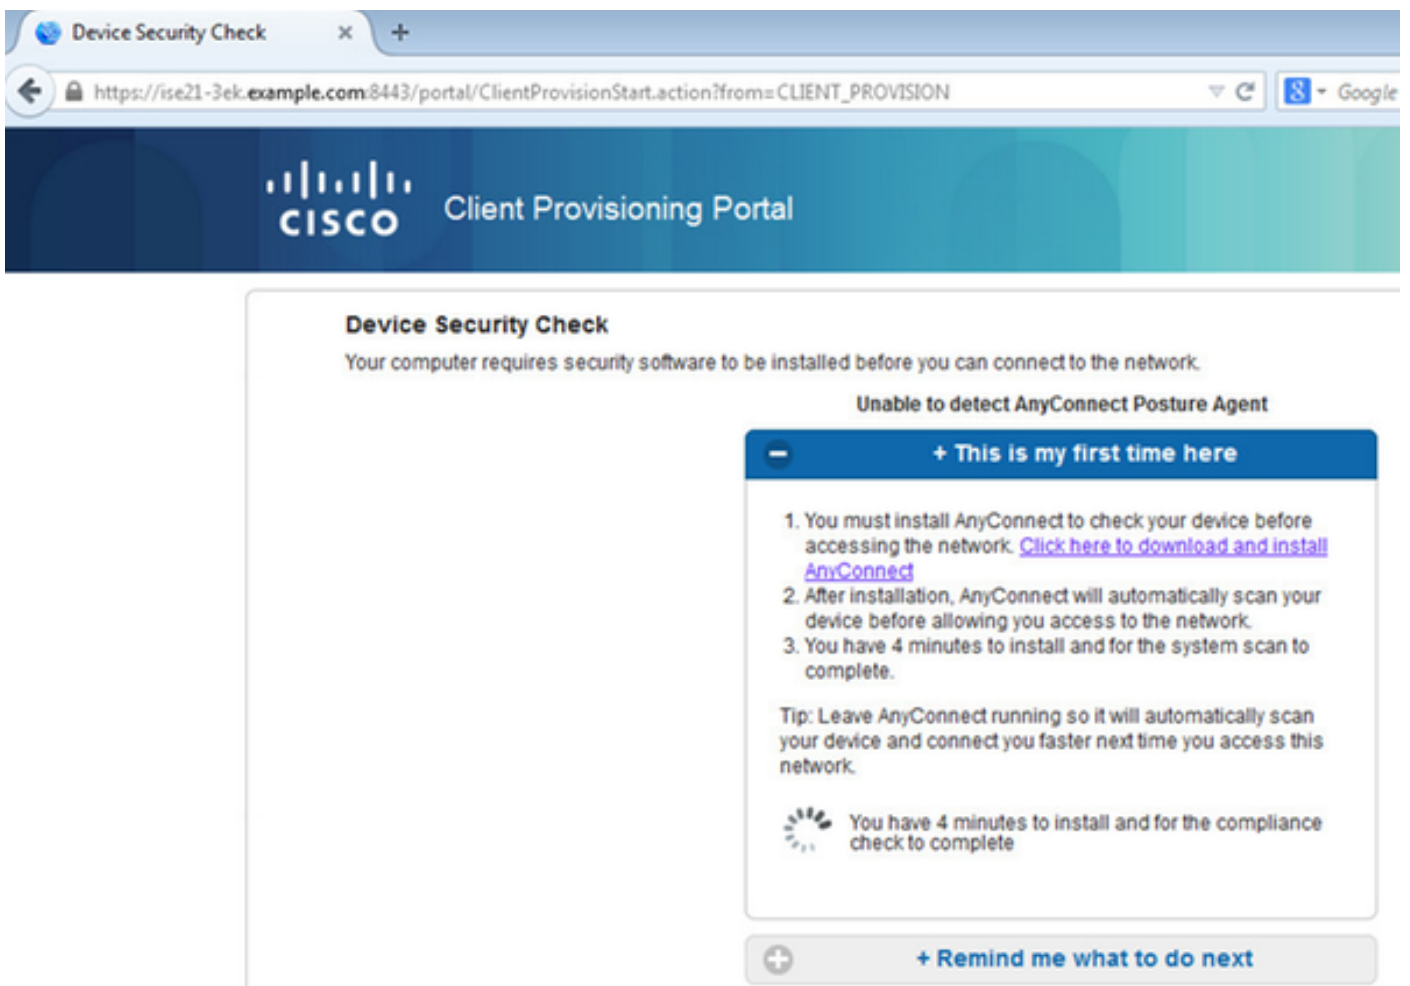 Device Security Check × +
https://ise21-3ek.example.com:8443/portal/ClientProvisionStart.action?from=CLIENT_PROVISION 8 Google
CISCO Client Provisioning Portal
Device Security Check
Your computer requires security software to be installed before you can connect to the network.
Unable to detect AnyConnect Posture Agent
+ This is my first time here
1. You must install AnyConnect to check your device before
accessing the network. Click here to download and install
AnyConnect
2. After installation, AnyConnect will automatically scan your
device before allowing you access to the network.
3. You have 4 minutes to install and for the system scan to
complete.
Tip: Leave AnyConnect running so it will automatically scan
your device and connect you faster next time you access this
network.
You have 4 minutes to install and for the compliance
check to complete
+ Remind me what to do next